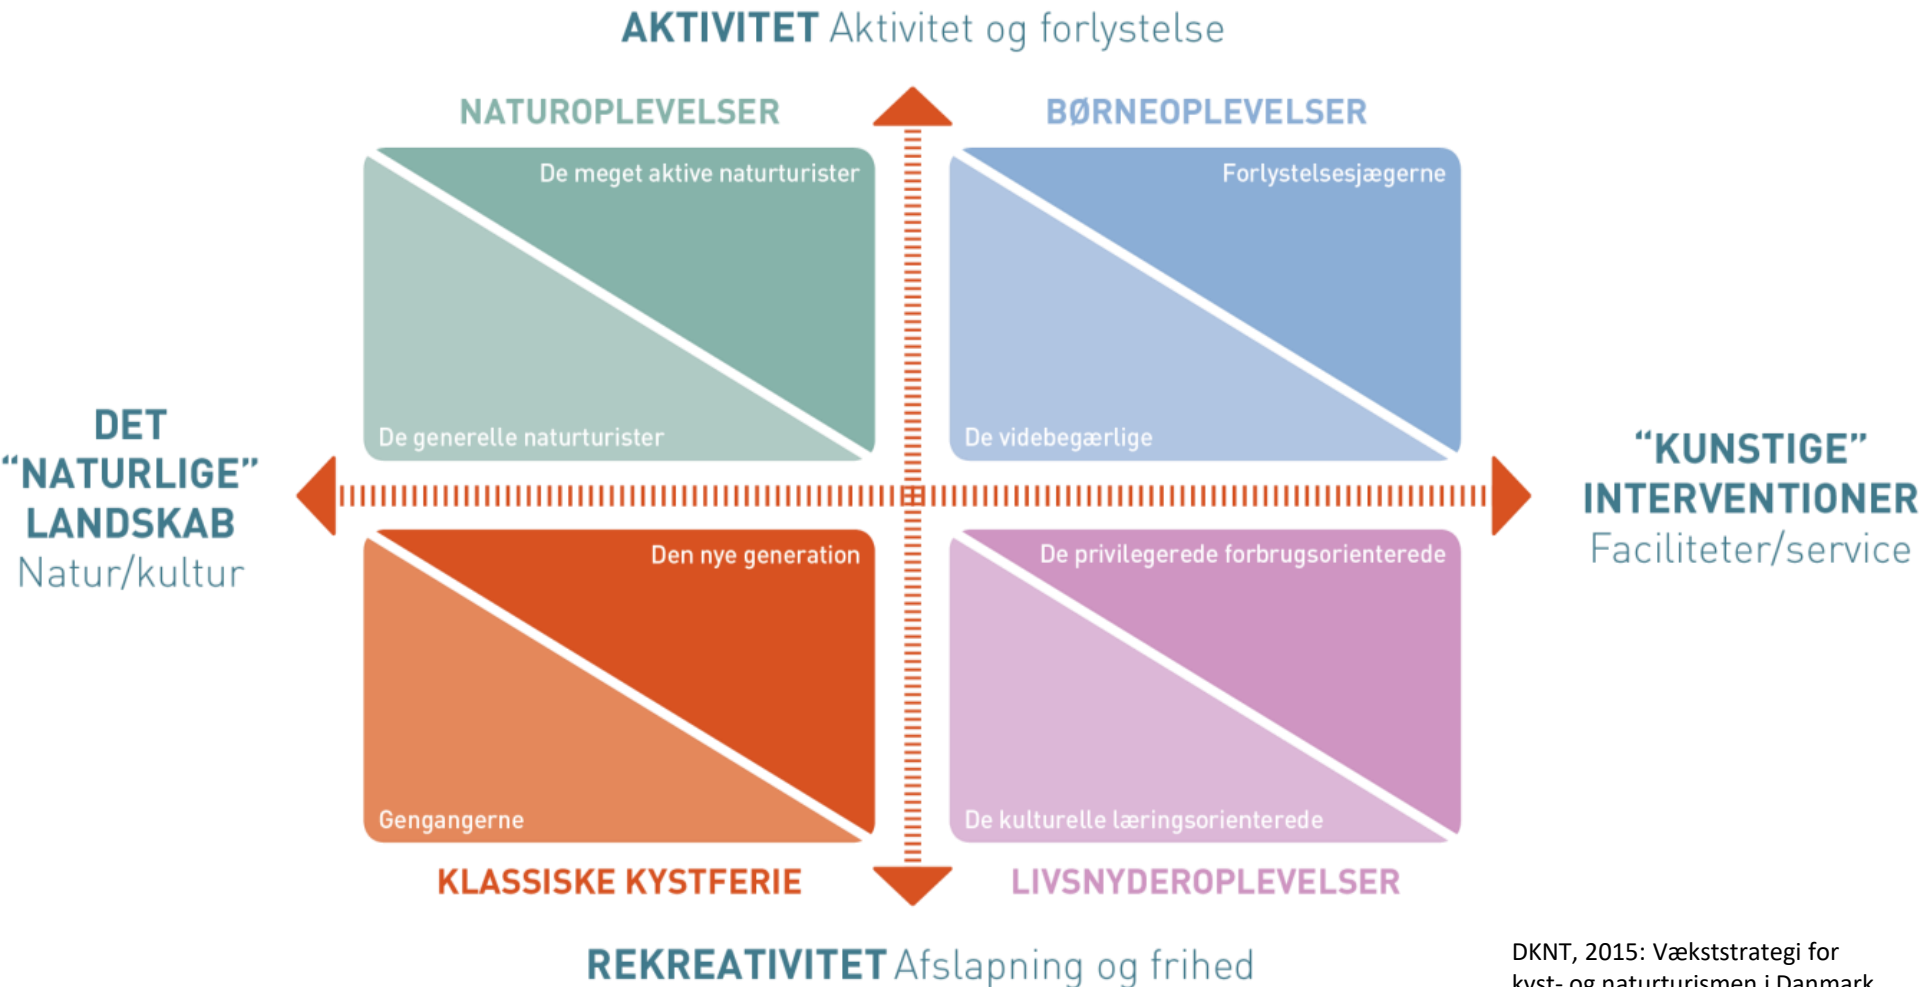 AKTIVITET Aktivitet og forlystelse
NATUROPLEVELSER
BØRNEOPLEVELSER
De meget aktive naturturister
Forlystelsesjægerne
De generelle naturturister
De videbegærlige
DET
“NATURLIGE”
LANDSKAB
Natur/kultur
“KUNSTIGE”
INTERVENTIONER
Faciliteter/service
Den nye generation
De privilegerede forbrugsorienterede
Gengangerne
De kulturelle læringsorienterede
KLASSISKE KYSTFERIE
LIVSNYDEROPLEVELSER
REKREATIVITET Afslapning og frihed
DKNT, 2015: Vækststrategi for
kyst- og naturturismen i Danmark